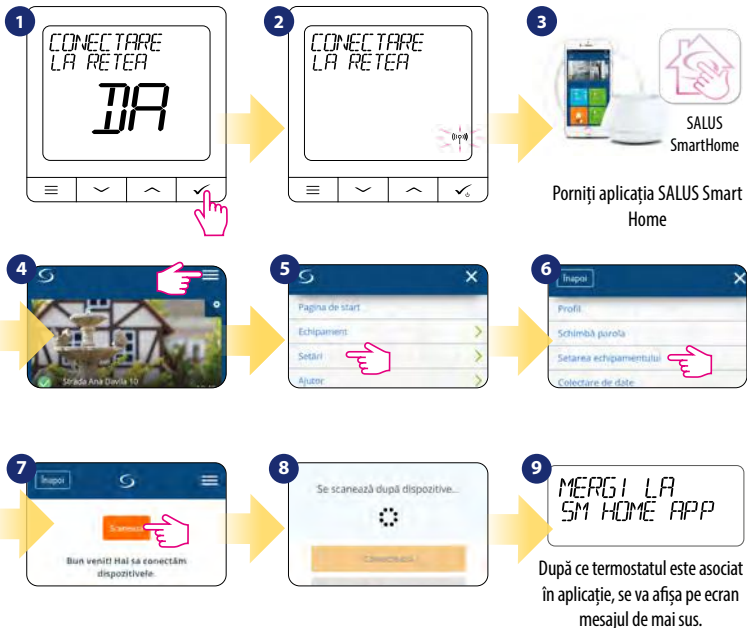 1
CONECTARE
LA RETEA
DA
2
CONECTARE
LA RETEA
3
SALUS
SmartHome
Porniți aplicația SALUS Smart
Home
4
Strada Ana Davila 10
5
Pagina de start
Echipament
Setări
Ajutor
6
Înapoi
Profil
Schimbă parola
Setarea echipamentului
Colectare de date
7
Înapoi
Bun venit! Hai sa conectăm
dispozitivele.
8
Se scanează după dispozitive...
9
MERGI LA
SM HOME APP
După ce termostatul este asociat
în aplicație, se va afișa pe ecran
mesajul de mai sus.